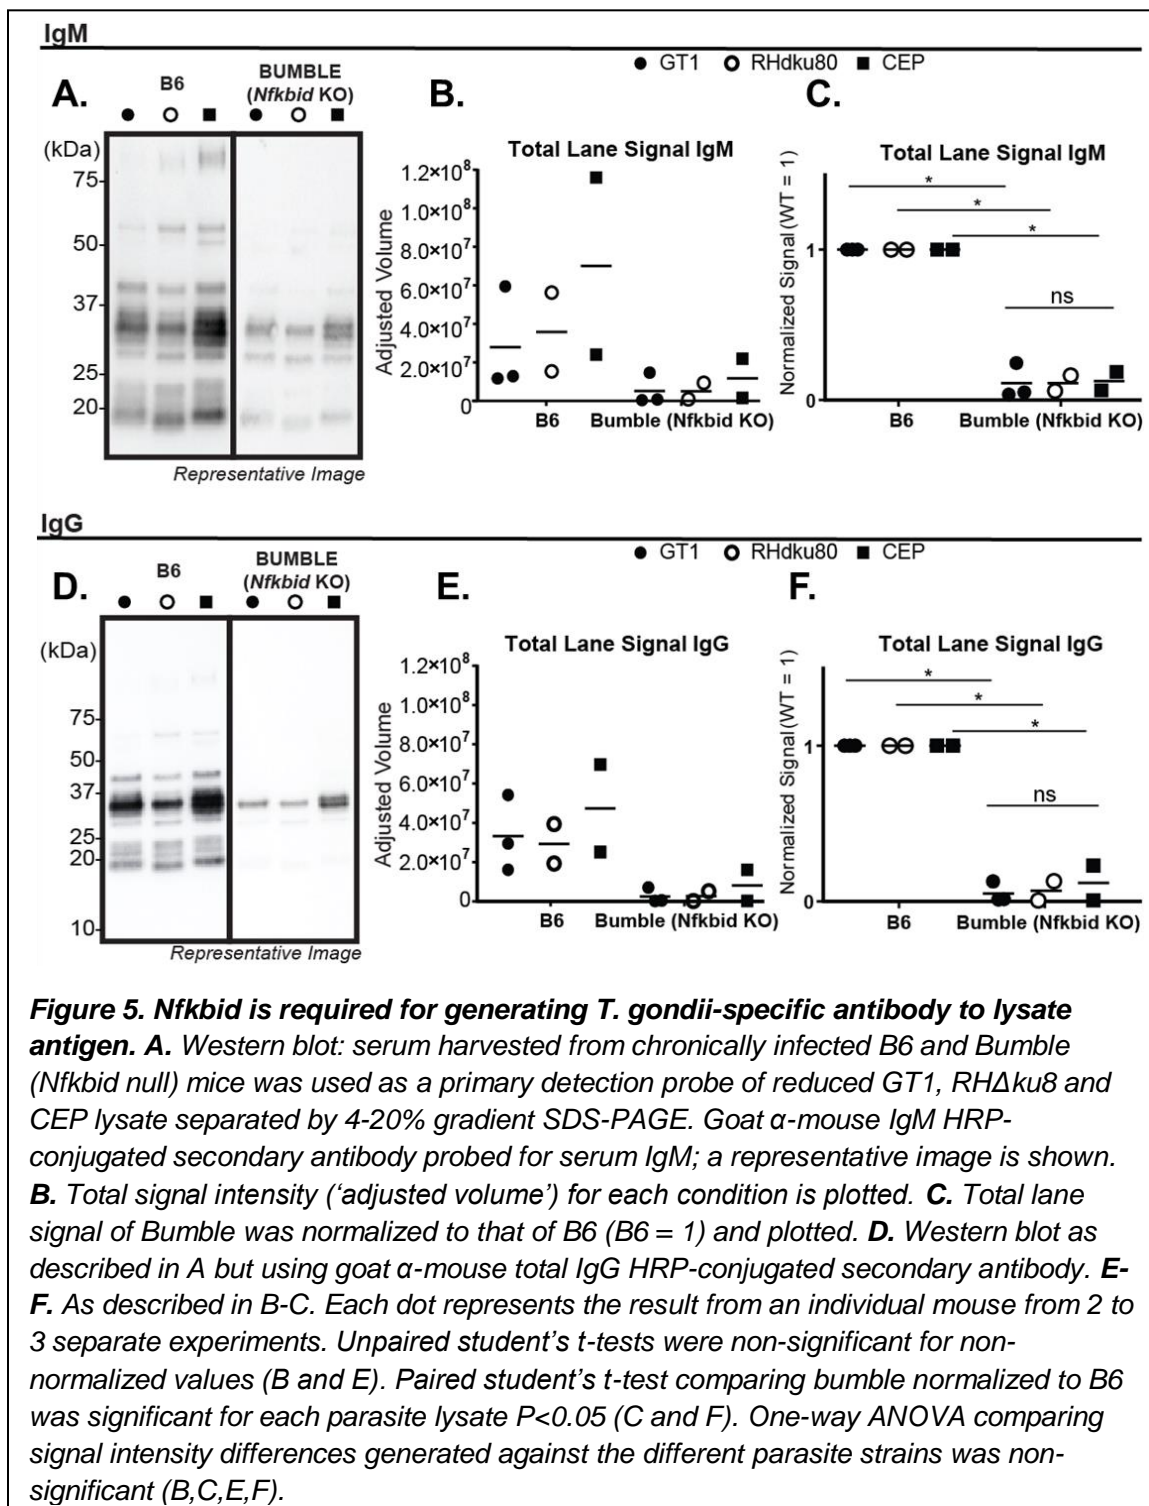 IgM
● GT1 O RHdku80 ■ CEP
A.
B6
BUMBLE
(Nfkbid KO)
● O ■ ● O ■
(kDa)
75
50
37
25
20
Representative Image
B.
Total Lane Signal IgM
Adjusted Volume
1.2×10⁸
1.0×10⁸
8.0×10⁷
6.0×10⁷
4.0×10⁷
2.0×10⁷
0
B6 Bumble (Nfkbid KO)
C.
Total Lane Signal IgM
Normalized Signal (WT = 1)
*
*
*
1
ns
0
B6 Bumble (Nfkbid KO)
IgG
● GT1 O RHdku80 ■ CEP
D.
B6
BUMBLE
(Nfkbid KO)
● O ■ ● O ■
(kDa)
75
50
37
25
20
10
Representative Image
E.
Total Lane Signal IgG
Adjusted Volume
1.2×10⁸
1.0×10⁸
8.0×10⁷
6.0×10⁷
4.0×10⁷
2.0×10⁷
0
B6 Bumble (Nfkbid KO)
F.
Total Lane Signal IgG
Normalized Signal (WT = 1)
*
*
*
1
ns
0
B6 Bumble (Nfkbid KO)
Figure 5. Nfkbid is required for generating T. gondii-specific antibody to lysate
antigen. A. Western blot: serum harvested from chronically infected B6 and Bumble
(Nfkbid null) mice was used as a primary detection probe of reduced GT1, RHΔku8 and
CEP lysate separated by 4-20% gradient SDS-PAGE. Goat α-mouse IgM HRP-
conjugated secondary antibody probed for serum IgM; a representative image is shown.
B. Total signal intensity (‘adjusted volume’) for each condition is plotted. C. Total lane
signal of Bumble was normalized to that of B6 (B6 = 1) and plotted. D. Western blot as
described in A but using goat α-mouse total IgG HRP-conjugated secondary antibody. E-
F. As described in B-C. Each dot represents the result from an individual mouse from 2 to
3 separate experiments. Unpaired student’s t-tests were non-significant for non-
normalized values (B and E). Paired student’s t-test comparing bumble normalized to B6
was significant for each parasite lysate P<0.05 (C and F). One-way ANOVA comparing
signal intensity differences generated against the different parasite strains was non-
significant (B,C,E,F).